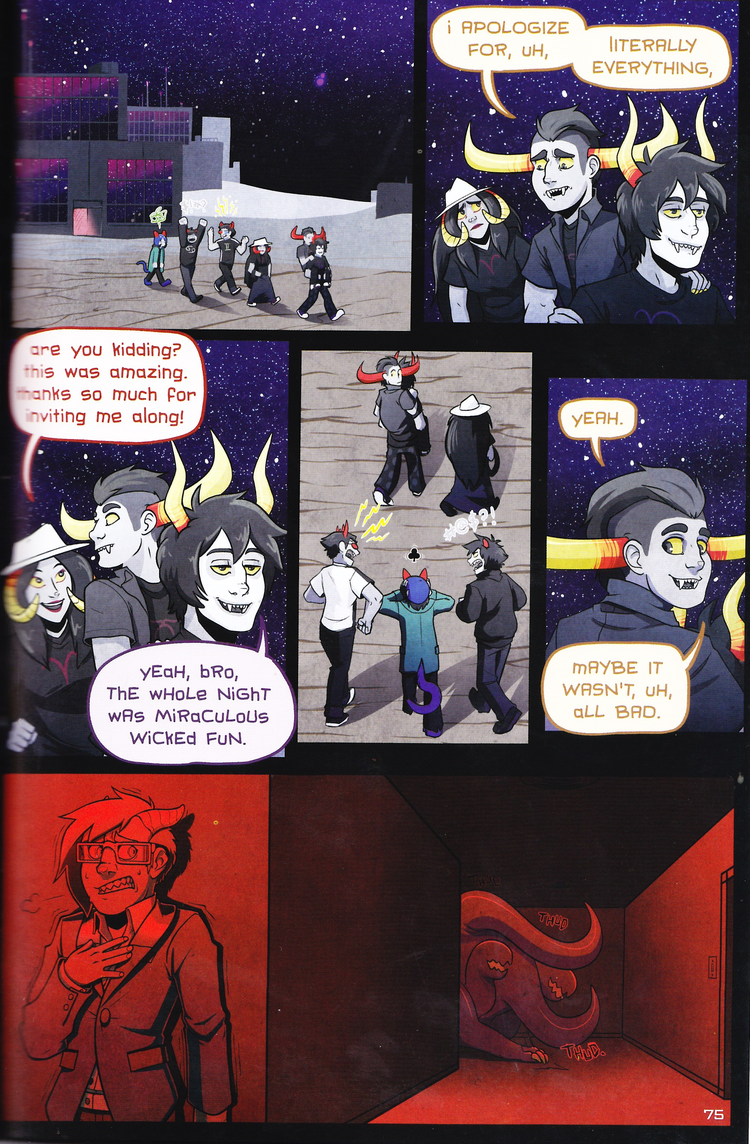 i APOLOGIZE
FOR, uH,
lITERALLY
EVERYTHING,
are you kidding?
this was amazing.
thanks so much for
inviting me along!
yEaH, bRO,
THE wHOLE NiGHT
wAS MiRaCuLOUS
WiCKEd FuN.
#@*?!
yEAH.
mAYBE IT
WASN'T, uH,
aLL BAD.
THUD
THUD.
75